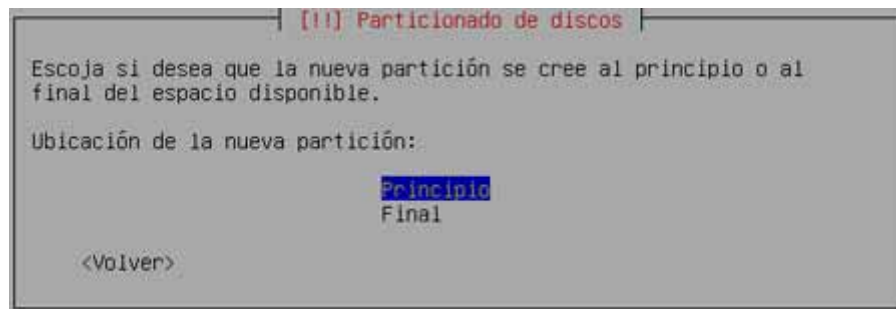 [!!] Particionado de discos
Escoja si desea que la nueva partición se cree al principio o al
final del espacio disponible.
Ubicación de la nueva partición:
Principio
Final
<Volver>